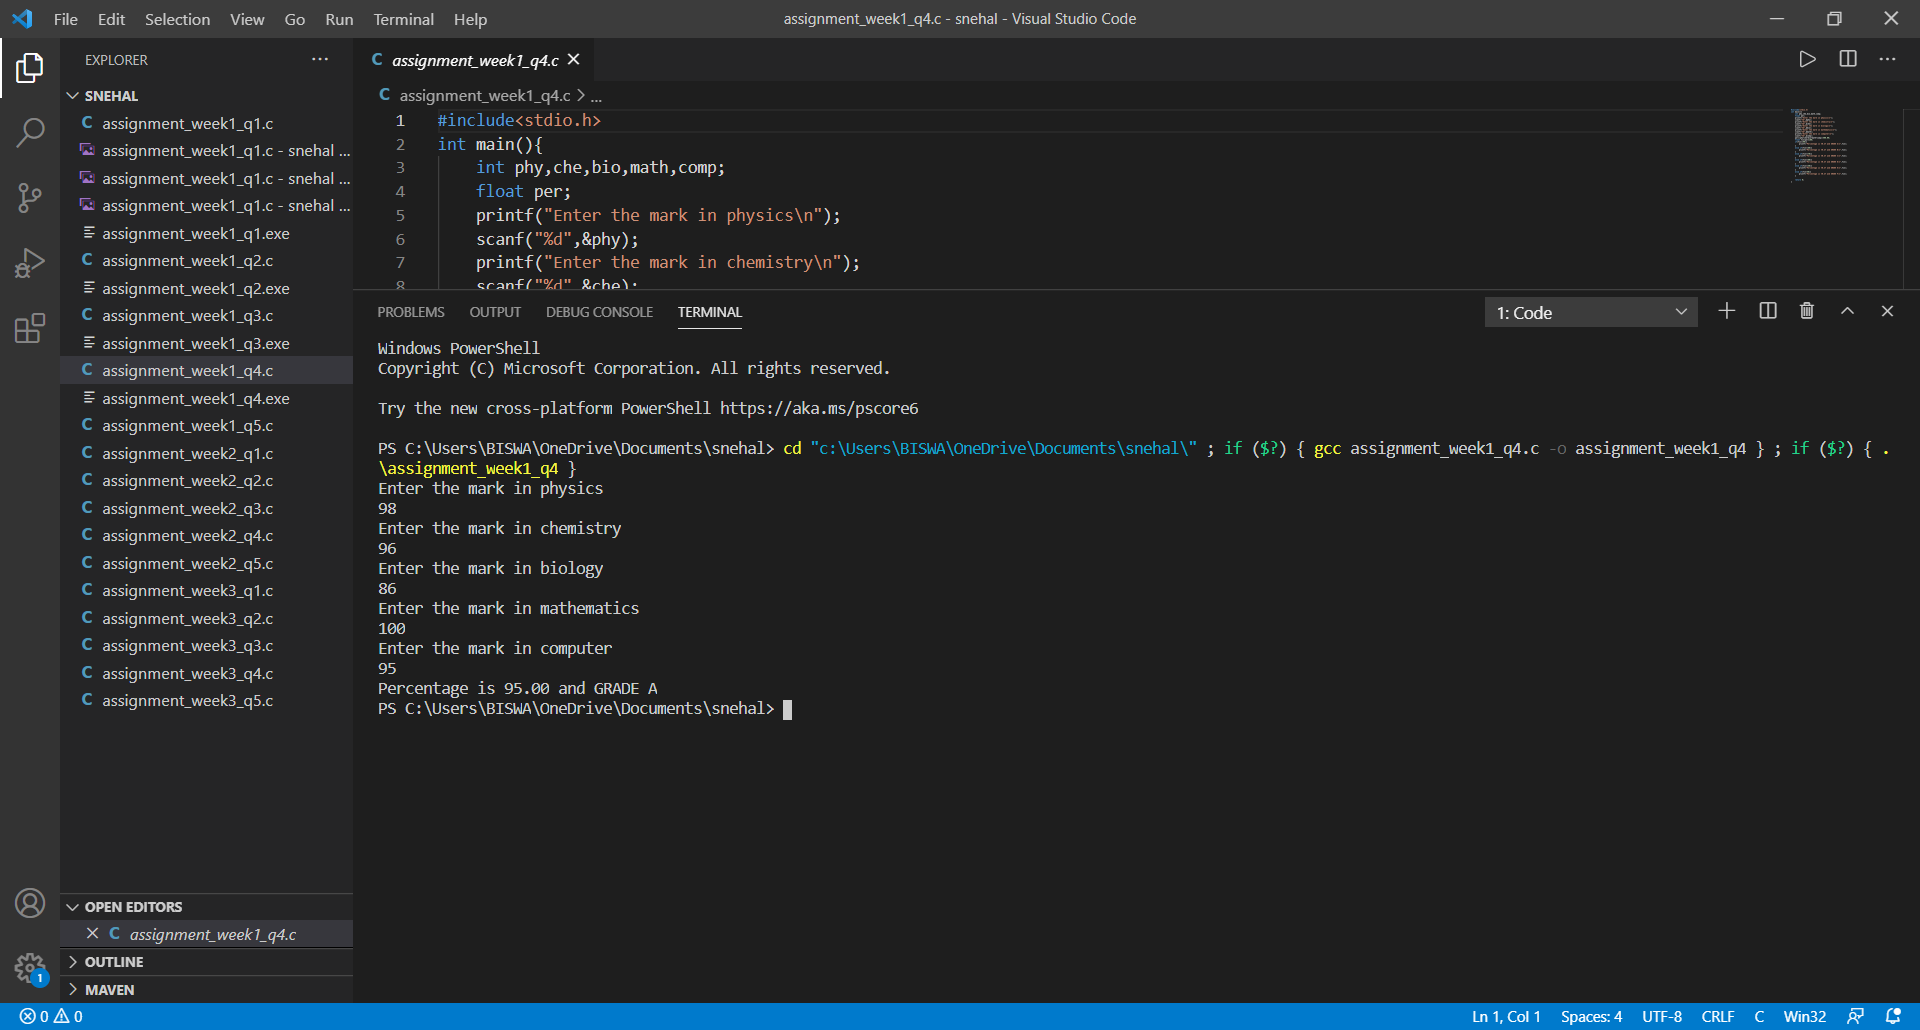 File Edit Selection View Go Run Terminal Help
assignment_week1_q4.c - snehal - Visual Studio Code
EXPLORER
SNEHAL
assignment_week1_q1.c
assignment_week1_q1.c - snehal ...
assignment_week1_q1.c - snehal ...
assignment_week1_q1.c - snehal ...
assignment_week1_q1.exe
assignment_week1_q2.c
assignment_week1_q2.exe
assignment_week1_q3.c
assignment_week1_q3.exe
assignment_week1_q4.c
assignment_week1_q4.exe
assignment_week1_q5.c
assignment_week2_q1.c
assignment_week2_q2.c
assignment_week2_q3.c
assignment_week2_q4.c
assignment_week2_q5.c
assignment_week3_q1.c
assignment_week3_q2.c
assignment_week3_q3.c
assignment_week3_q4.c
assignment_week3_q5.c
OPEN EDITORS
assignment_week1_q4.c
OUTLINE
MAVEN
1
assignment_week1_q4.c
assignment_week1_q4.c > ...
1 #include<stdio.h>
2 int main(){
3 int phy,che,bio,math,comp;
4 float per;
5 printf("Enter the mark in physics\n");
6 scanf("%d",&phy);
7 printf("Enter the mark in chemistry\n");
8 scanf("%d",&che);
PROBLEMS OUTPUT DEBUG CONSOLE TERMINAL
1: Code
Windows PowerShell
Copyright (C) Microsoft Corporation. All rights reserved.
Try the new cross-platform PowerShell https://aka.ms/pscore6
PS C:\Users\BISWA\OneDrive\Documents\snehal> cd "c:\Users\BISWA\OneDrive\Documents\snehal\" ; if ($?) { gcc assignment_week1_q4.c -o assignment_week1_q4 } ; if ($?) { .
\assignment_week1_q4 }
Enter the mark in physics
98
Enter the mark in chemistry
96
Enter the mark in biology
86
Enter the mark in mathematics
100
Enter the mark in computer
95
Percentage is 95.00 and GRADE A
PS C:\Users\BISWA\OneDrive\Documents\snehal>
0 0
Ln 1, Col 1 Spaces: 4 UTF-8 CRLF C Win32